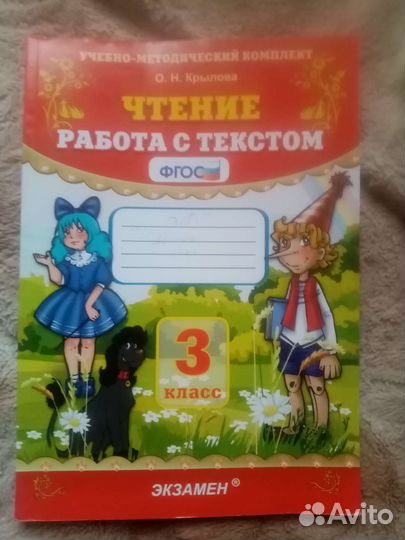 УЧЕБНО-МЕТОДИЧЕСКИЙ КОМПЛЕКТ
О. Н. Крылова
ЧТЕНИЕ
РАБОТА С ТЕКСТОМ
ФГОС
3
класс
ЭКЗАМЕН®
Avito